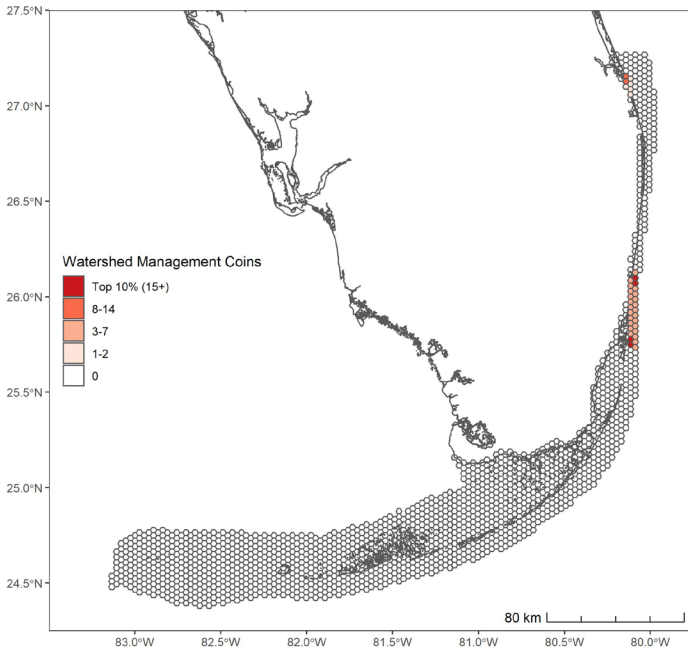 27.5°N
27.0°N
26.5°N
26.0°N
25.5°N
25.0°N
24.5°N
Watershed Management Coins
Top 10% (15+)
8-14
3-7
1-2
0
80 km
83.0°W 82.5°W 82.0°W 81.5°W 81.0°W 80.5°W 80.0°W